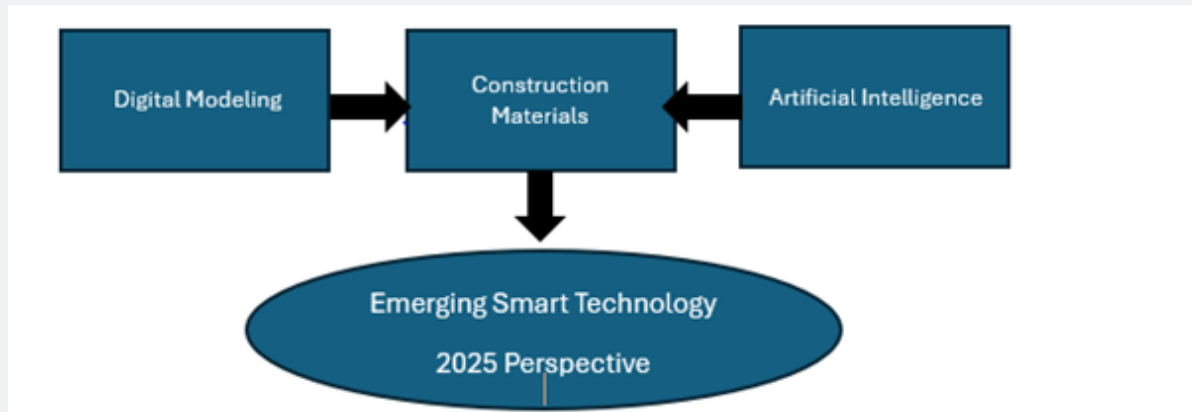 Digital Modeling
Construction
Materials
Artificial Intelligence
Emerging Smart Technology
2025 Perspective